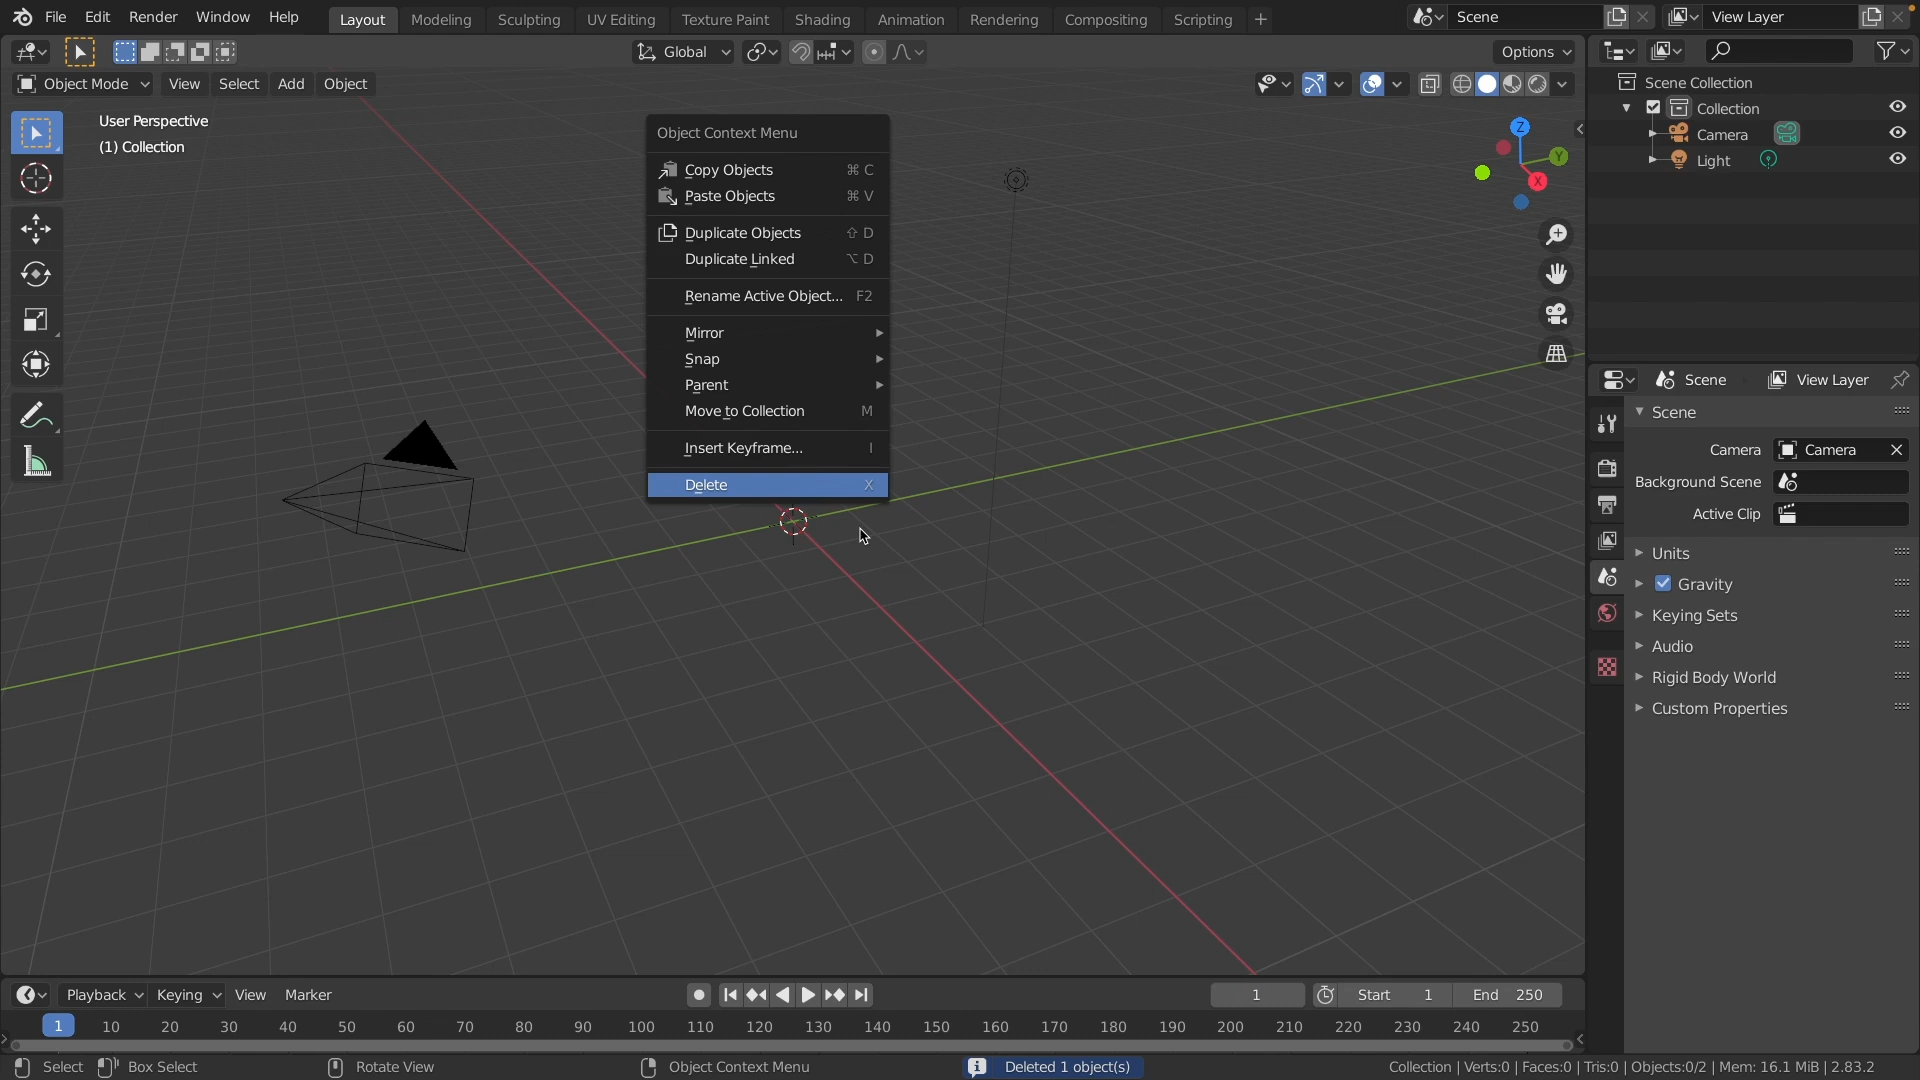 File Edit Render Window Help Layout Modeling Sculpting UV Editing Texture Paint Shading Animation Rendering Compositing Scripting + Scene View Layer
Global Options
Object Mode View Select Add Object
User Perspective
(1) Collection
Object Context Menu
Copy Objects ⌘ C
Paste Objects ⌘ V
Duplicate Objects ⇧ D
Duplicate Linked ⌥ D
Rename Active Object... F2
Mirror
Snap
Parent
Move to Collection M
Insert Keyframe... I
Delete X
Z
Y
X
Scene Collection
Collection
Camera
Light
Scene View Layer
Scene
Camera Camera
Background Scene
Active Clip
Units
Gravity
Keying Sets
Audio
Rigid Body World
Custom Properties
Playback Keying View Marker 1 Start 1 End 250
1 10 20 30 40 50 60 70 80 90 100 110 120 130 140 150 160 170 180 190 200 210 220 230 240 250
Select Box Select Rotate View Object Context Menu Deleted 1 object(s) Collection | Verts:0 | Faces:0 | Tris:0 | Objects:0/2 | Mem: 16.1 MiB | 2.83.2